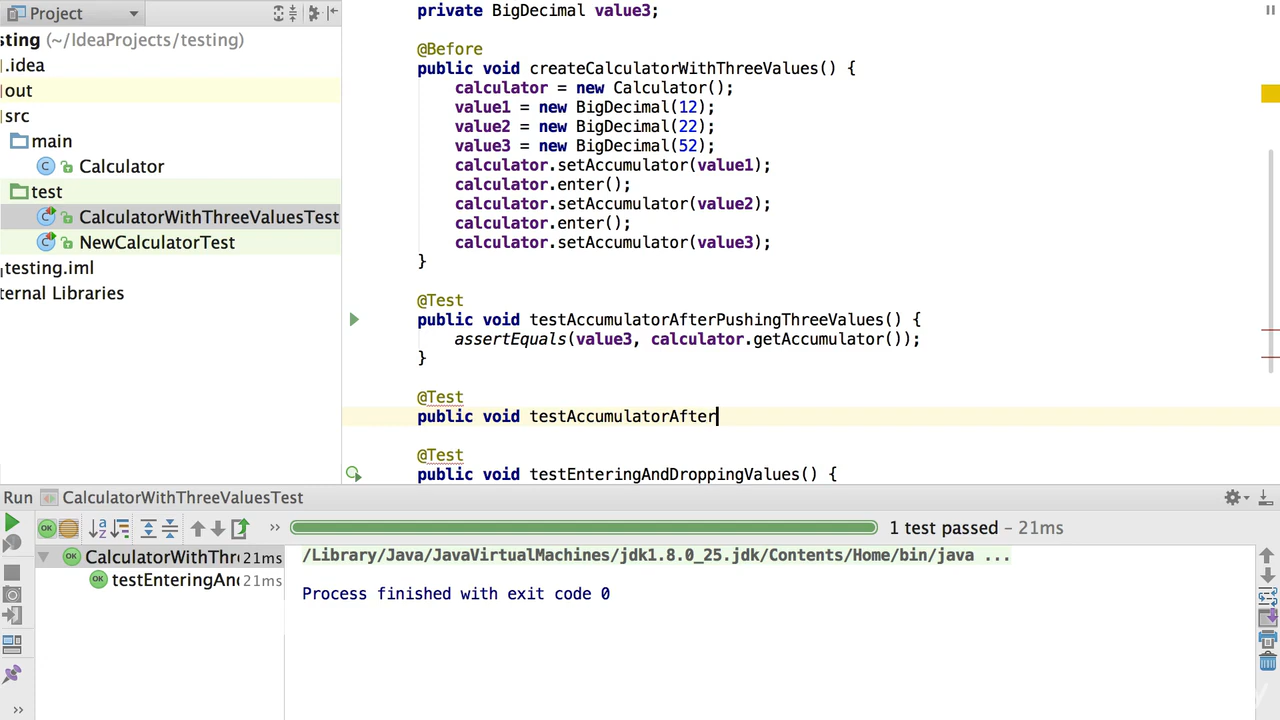 Project
sting (~/IdeaProjects/testing)
.idea
out
src
main
Calculator
test
CalculatorWithThreeValuesTest
NewCalculatorTest
testing.iml
ternal Libraries
private BigDecimal value3;
@Before
public void createCalculatorWithThreeValues() {
calculator = new Calculator();
value1 = new BigDecimal(12);
value2 = new BigDecimal(22);
value3 = new BigDecimal(52);
calculator.setAccumulator(value1);
calculator.enter();
calculator.setAccumulator(value2);
calculator.enter();
calculator.setAccumulator(value3);
}
@Test
public void testAccumulatorAfterPushingThreeValues() {
assertEquals(value3, calculator.getAccumulator());
}
@Test
public void testAccumulatorAfter
@Test
public void testEnteringAndDroppingValues() {
Run CalculatorWithThreeValuesTest
1 test passed – 21ms
CalculatorWithThr 21ms
testEnteringAnd 21ms
/Library/Java/JavaVirtualMachines/jdk1.8.0_25.jdk/Contents/Home/bin/java ...
Process finished with exit code 0